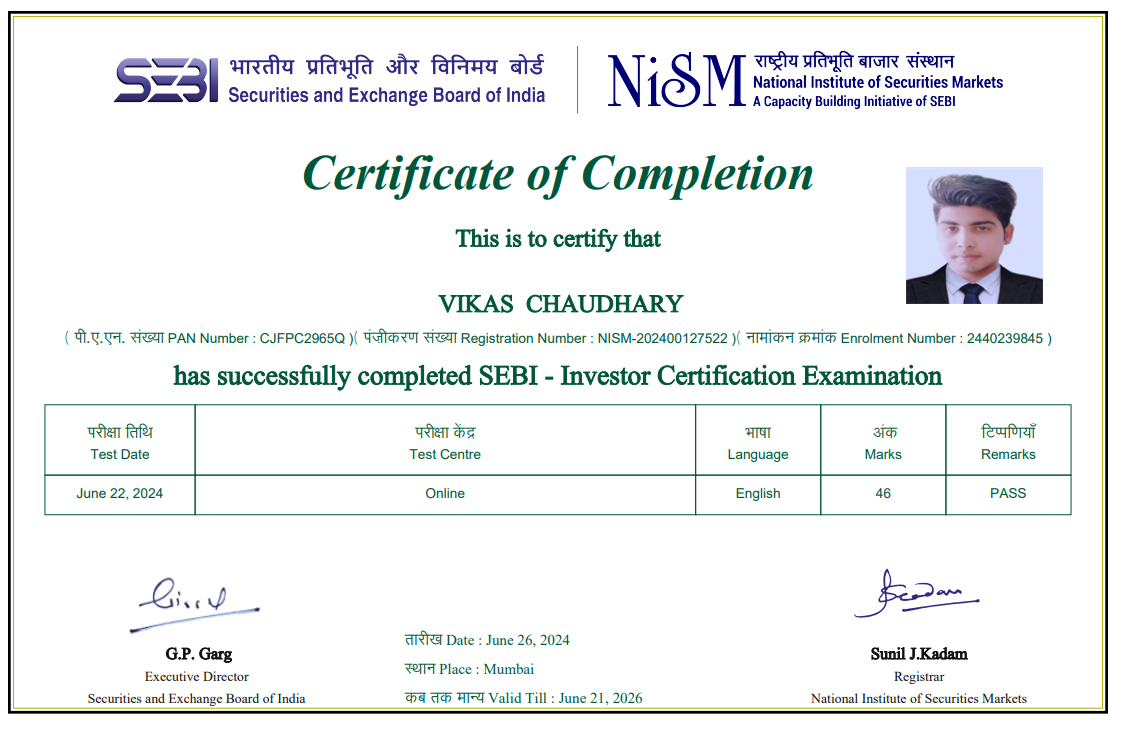 SEBI
भारतीय प्रतिभूति और विनिमय बोर्ड
Securities and Exchange Board of India
NiSM
राष्ट्रीय प्रतिभूति बाजार संस्थान
National Institute of Securities Markets
A Capacity Building Initiative of SEBI
Certificate of Completion
This is to certify that
VIKAS CHAUDHARY
( पी.ए.एन. संख्या PAN Number : CJFPC2965Q )( पंजीकरण संख्या Registration Number : NISM-202400127522 )( नामांकन क्रमांक Enrolment Number : 2440239845 )
has successfully completed SEBI - Investor Certification Examination
परीक्षा तिथि परीक्षा केंद्र भाषा अंक टिप्पणियाँ
Test Date Test Centre Language Marks Remarks
June 22, 2024 Online English 46 PASS
तारीख Date : June 26, 2024
स्थान Place : Mumbai
कब तक मान्य Valid Till : June 21, 2026
G.P. Garg
Executive Director
Securities and Exchange Board of India
Sunil J.Kadam
Registrar
National Institute of Securities Markets